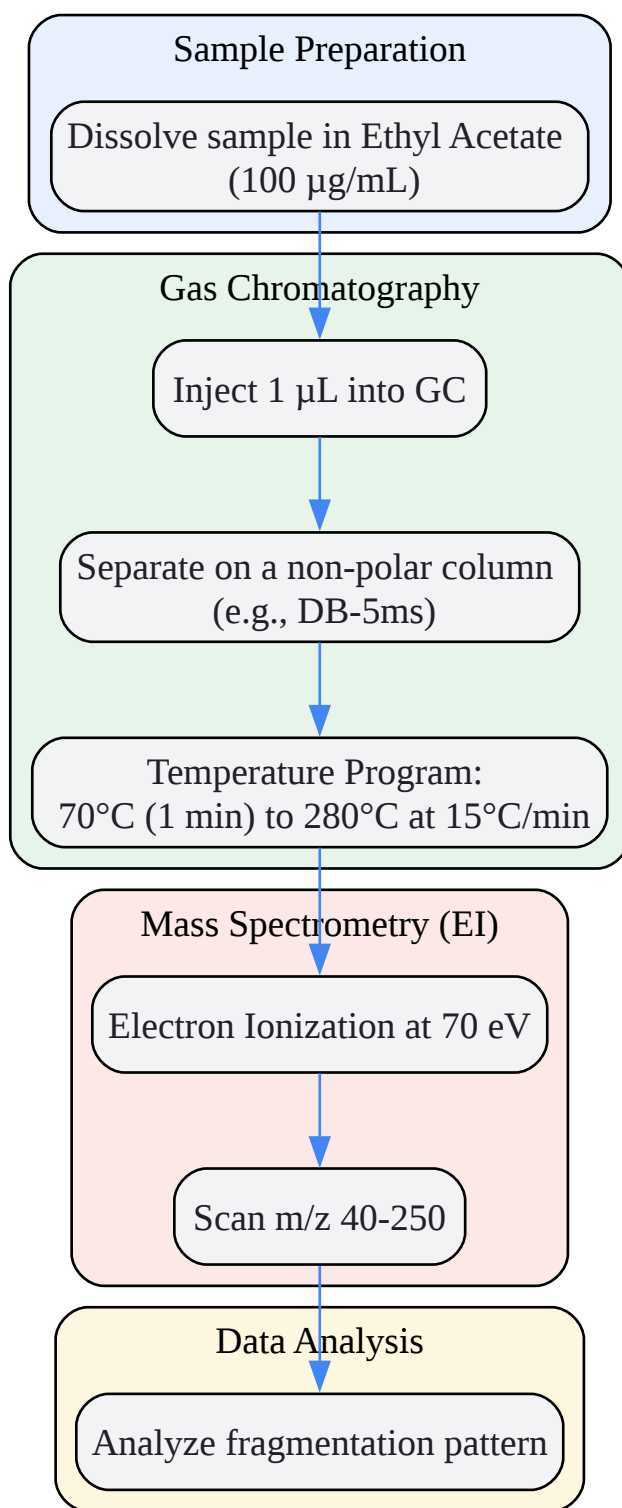 Sample Preparation
Dissolve sample in Ethyl Acetate
(100 µg/mL)
Gas Chromatography
Inject 1 µL into GC
Separate on a non-polar column
(e.g., DB-5ms)
Temperature Program:
70°C (1 min) to 280°C at 15°C/min
Mass Spectrometry (EI)
Electron Ionization at 70 eV
Scan m/z 40-250
Data Analysis
Analyze fragmentation pattern